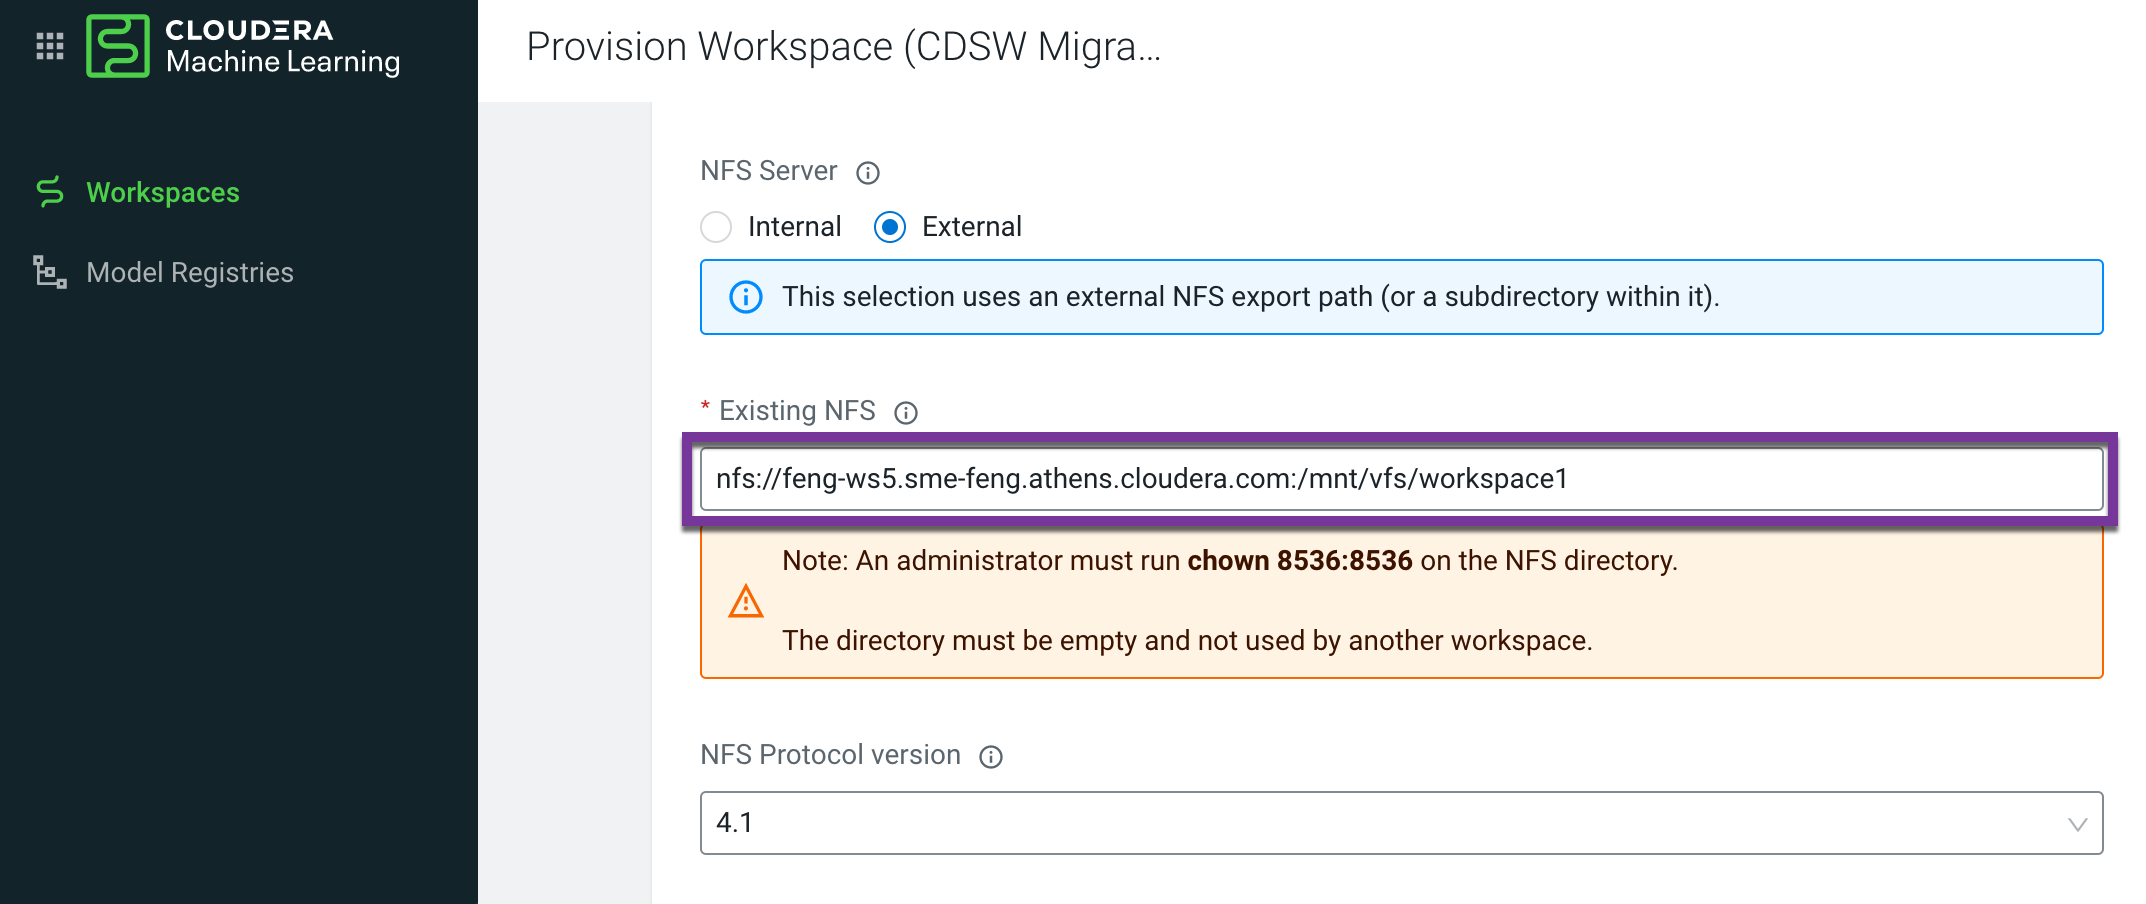 CLOUDERA
Machine Learning
Workspaces
Model Registries
Provision Workspace (CDSW Migra...
NFS Server
Internal
External
This selection uses an external NFS export path (or a subdirectory within it).
* Existing NFS
nfs://feng-ws5.sme-feng.athens.cloudera.com:/mnt/vfs/workspace1
Note: An administrator must run chown 8536:8536 on the NFS directory.
The directory must be empty and not used by another workspace.
NFS Protocol version
4.1